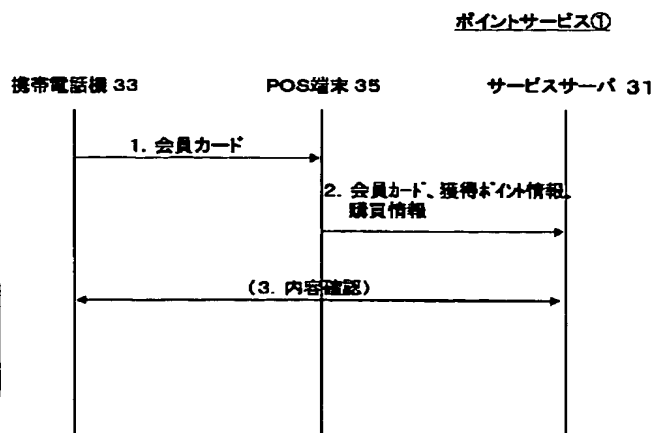 ポイントサービス①
携帯電話機 33
POS端末 35
サービスサーバ 31
1. 会員カード
2. 会員カード、獲得ポイント情報、
購買情報
(3. 内容確認)